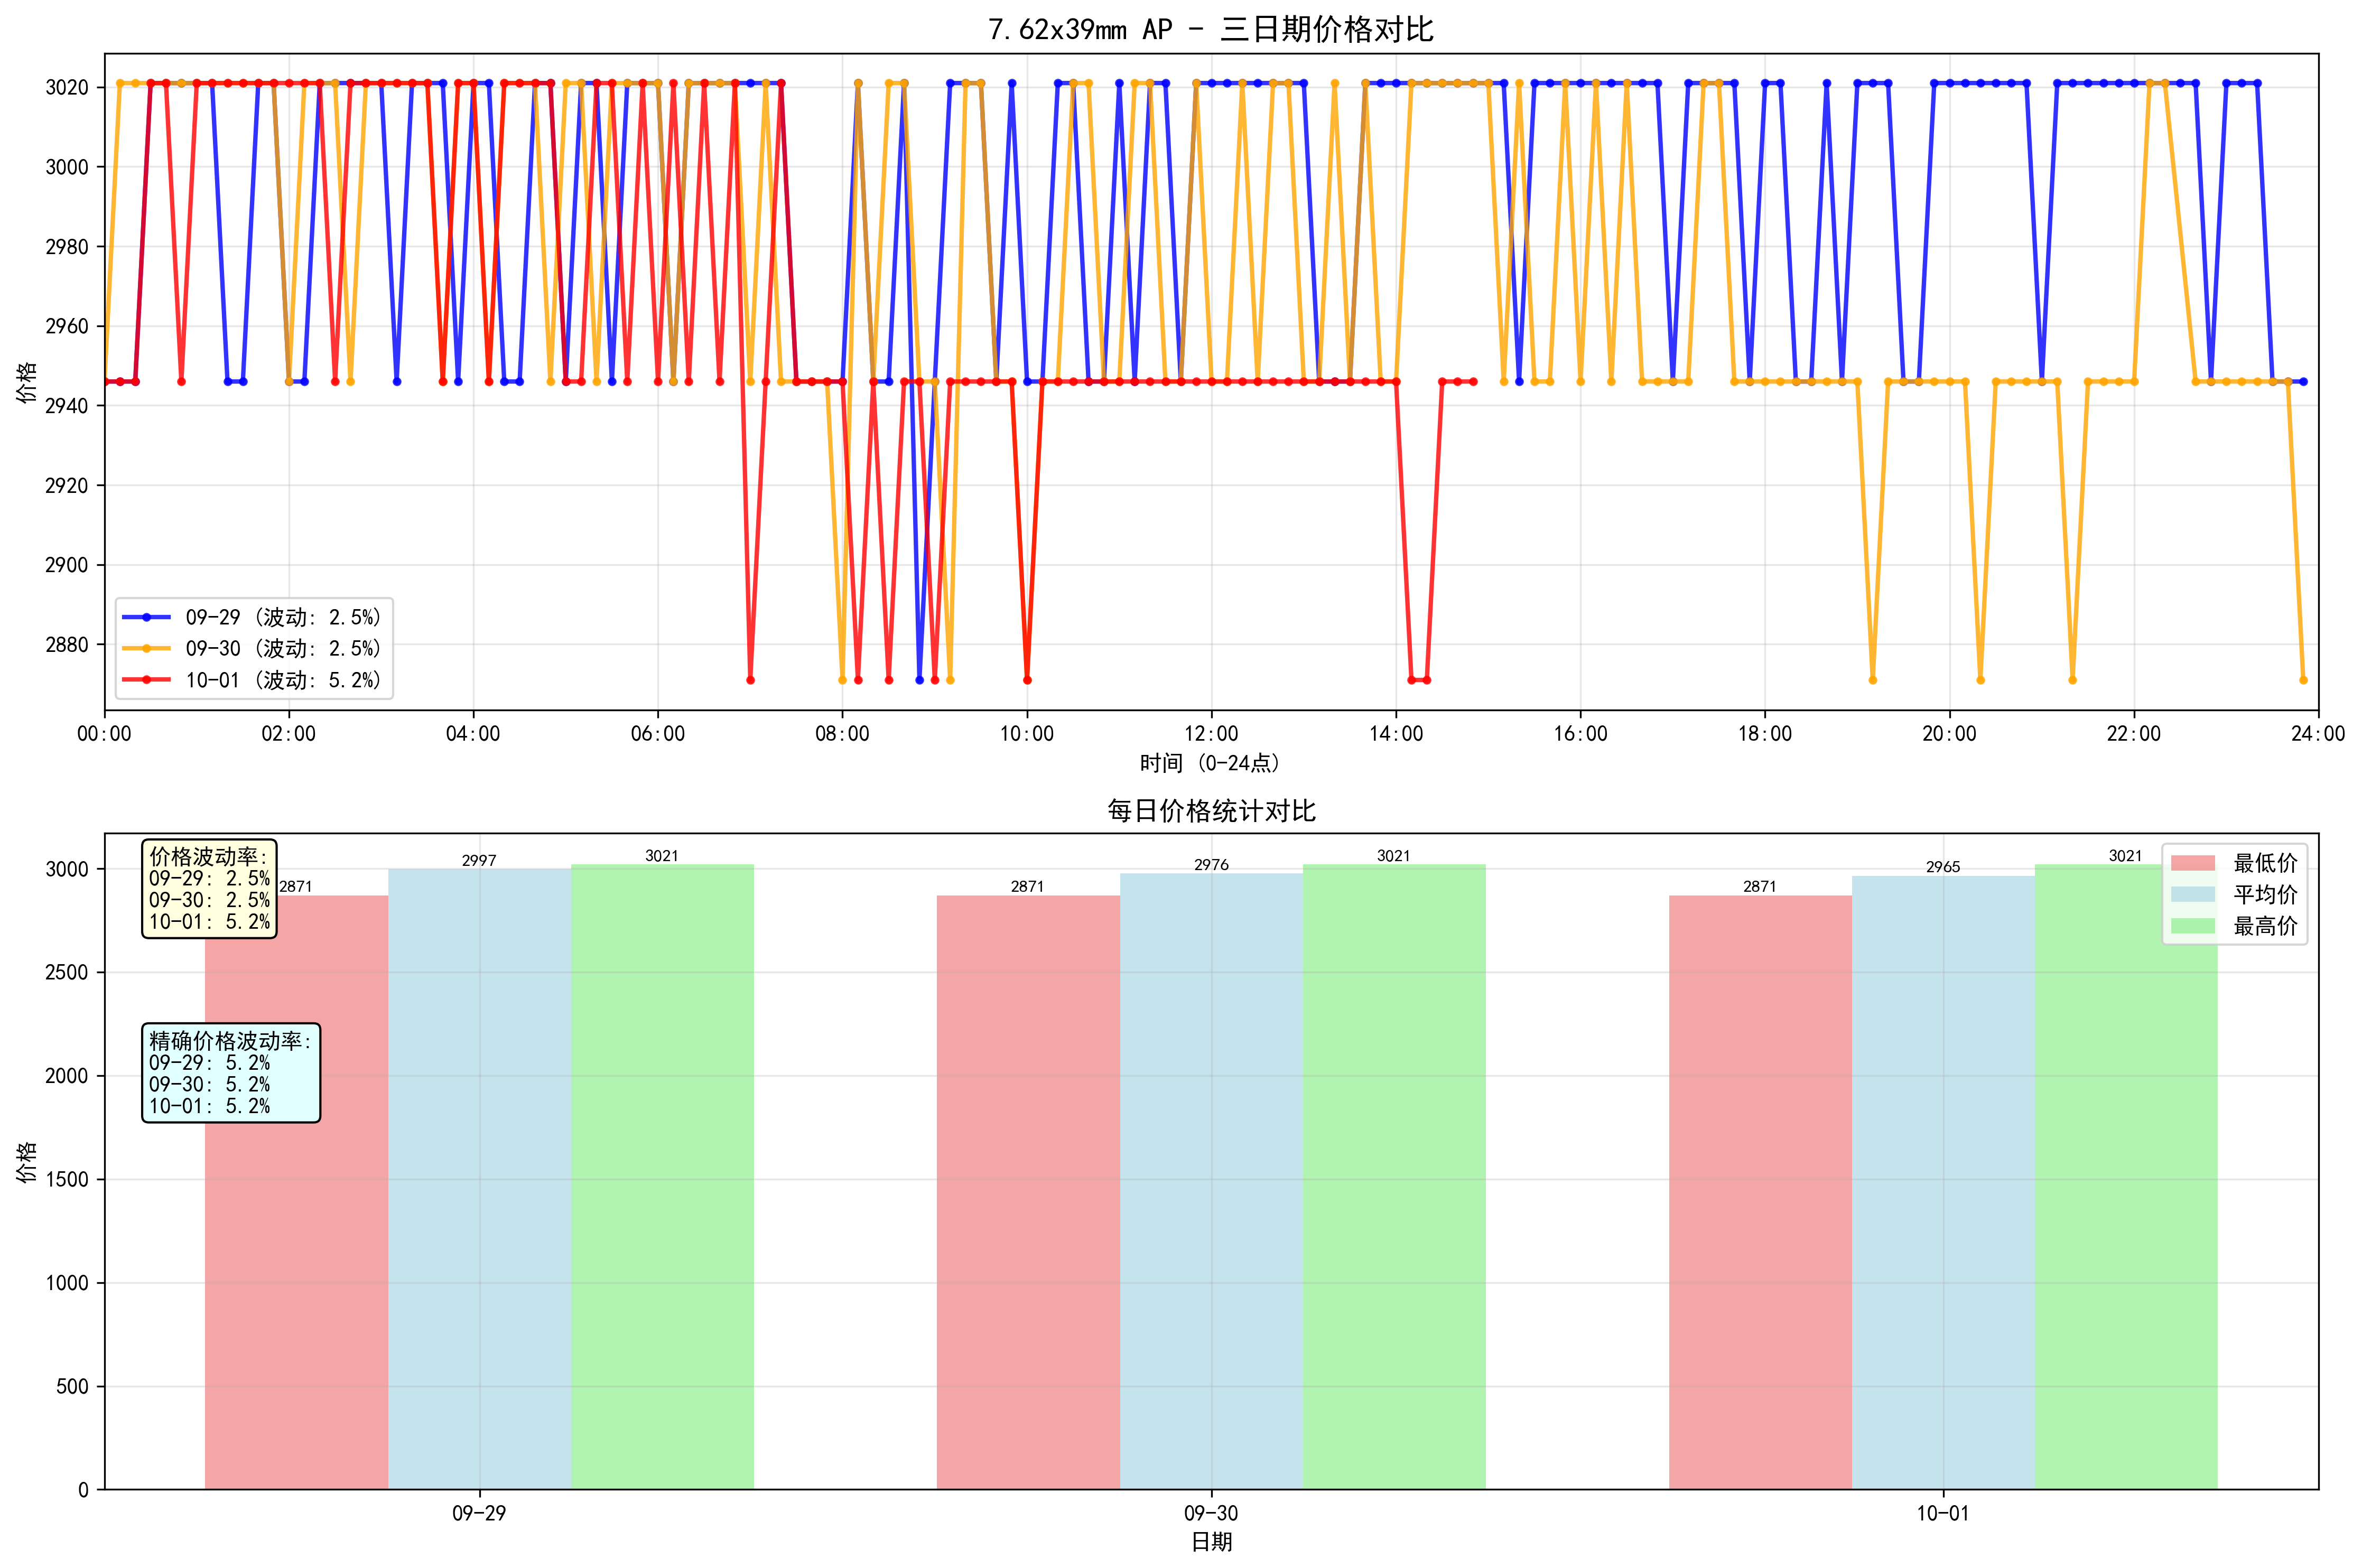 7.62x39mm AP - 三日期价格对比
价格
3020
3000
2980
2960
2940
2920
2900
2880
09-29 (波动: 2.5%)
09-30 (波动: 2.5%)
10-01 (波动: 5.2%)
00:00 02:00 04:00 06:00 08:00 10:00 12:00 14:00 16:00 18:00 20:00 22:00 24:00
时间 (0-24点)
每日价格统计对比
价格
3000
2500
2000
1500
1000
500
0
价格波动率:
09-29: 2.5%
09-30: 2.5%
10-01: 5.2%
精确价格波动率:
09-29: 5.2%
09-30: 5.2%
10-01: 5.2%
2871 2997 3021
2871 2976 3021
2871 2965 3021
最低价
平均价
最高价
09-29 09-30 10-01
日期